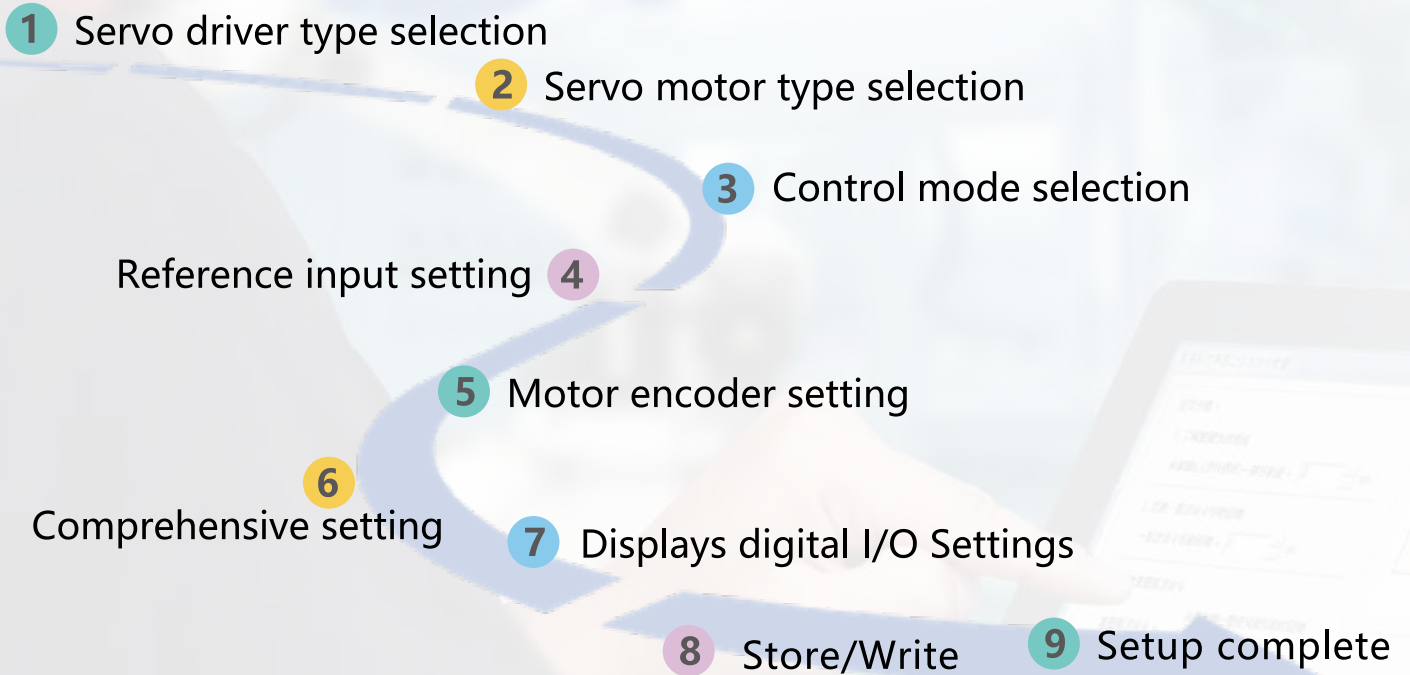 1 Servo driver type selection
2 Servo motor type selection
3 Control mode selection
Reference input setting 4
5 Motor encoder setting
6
Comprehensive setting
7 Displays digital I/O Settings
8 Store/Write
9 Setup complete